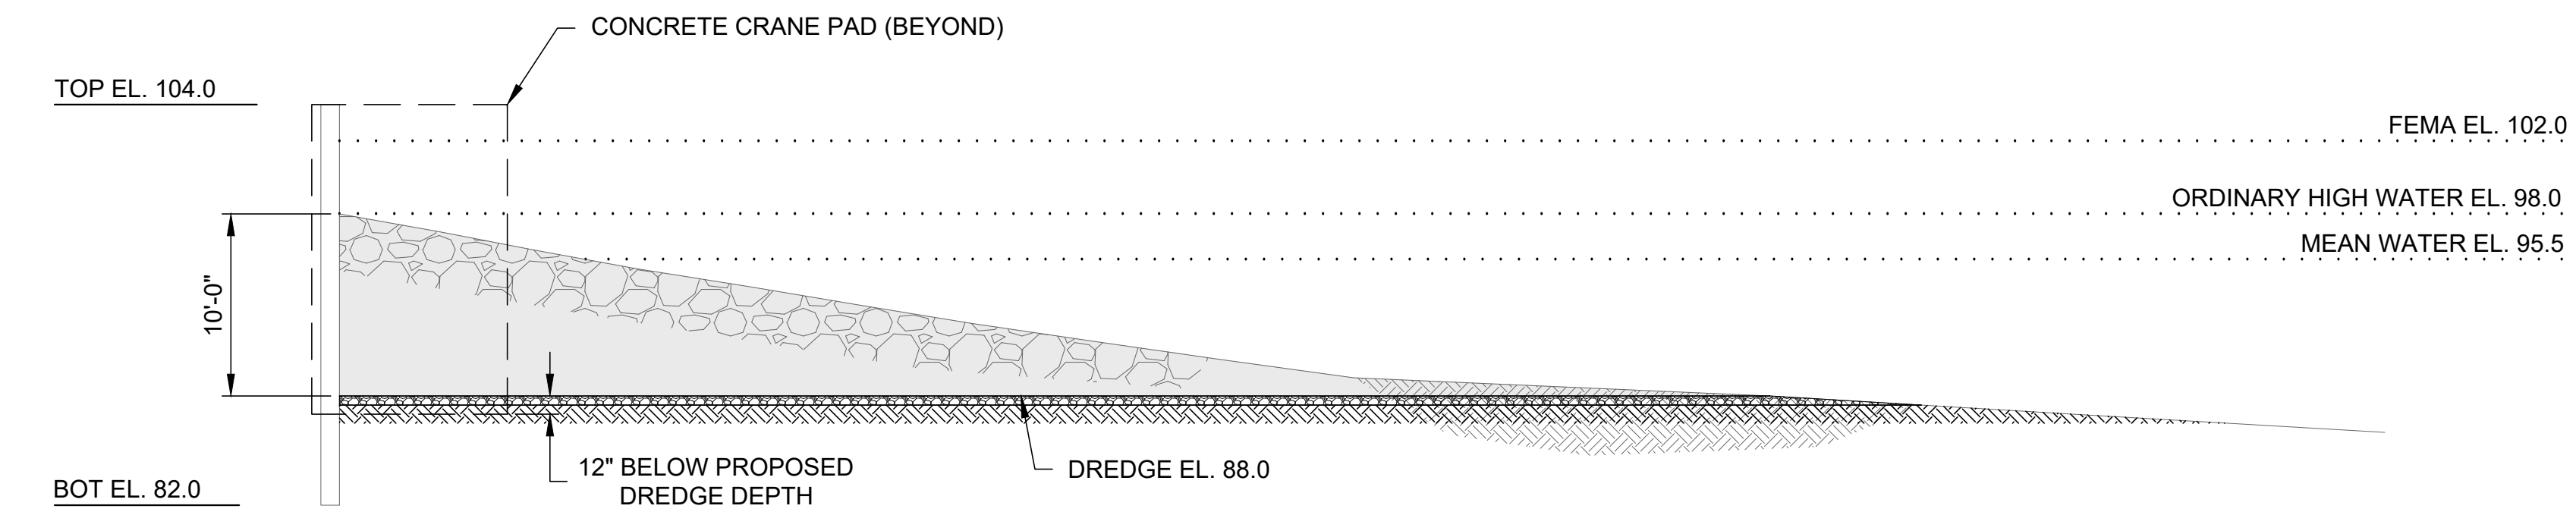 CONCRETE CRANE PAD (BEYOND)
TOP EL. 104.0
FEMA EL. 102.0
ORDINARY HIGH WATER EL. 98.0
MEAN WATER EL. 95.5
10'-0"
12" BELOW PROPOSED
DREDGE DEPTH
DREDGE EL. 88.0
BOT EL. 82.0